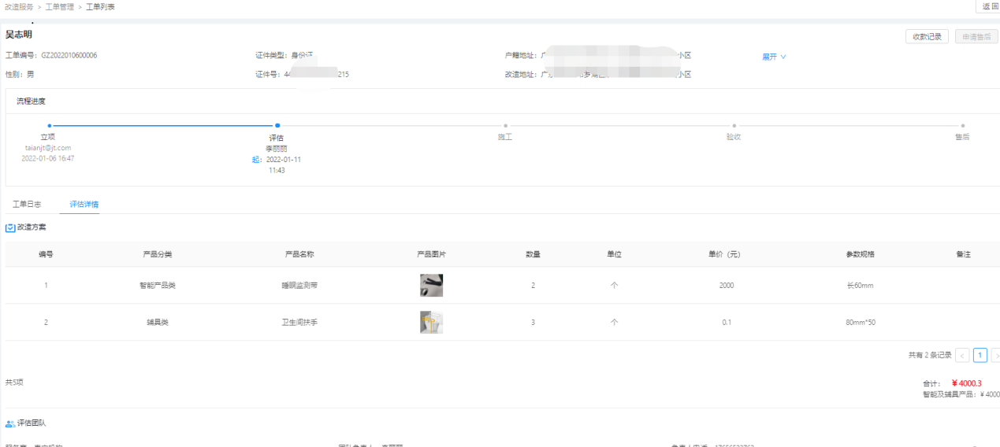 改造服务 > 工单管理 > 工单列表
返 回
吴志明
收款记录 申请售后
工单编号: GZ2022010600006 证件类型: 身份证 户籍地址: 广 小区 展开
性别: 男 证件号: 44 215 改造地址: 广 小区
流程进度
立项 评估 施工 验收 售后
taianjt@jt.com 李丽丽
2022-01-06 16:47 起: 2022-01-11
11:43
工单日志 评估详情
改造方案
编号 产品分类 产品名称 产品图片 数量 单位 单价（元） 参数规格 备注
1 智能产品类 睡眠监测带 2 个 2000 长60mm
2 辅具类 卫生间扶手 3 个 0.1 80mm*50
共有 2 条记录 < 1 >
共5项
合计: ￥4000.3
智能及辅具产品: ￥4000
评估团队